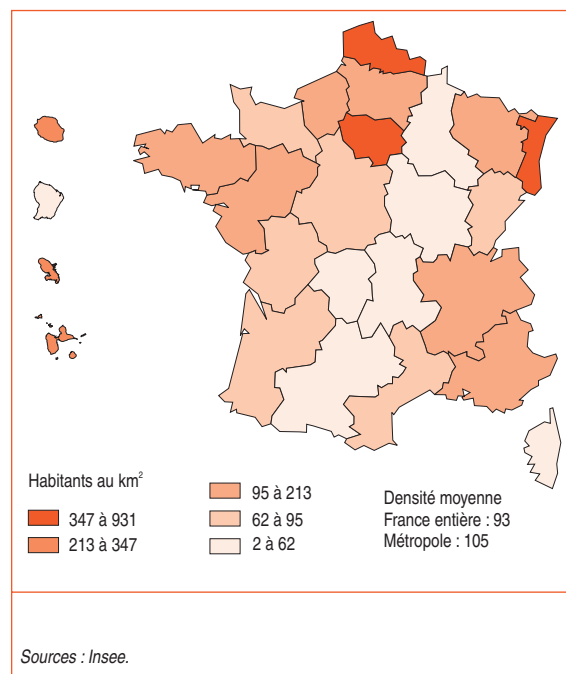 Habitants au km²
347 à 931
213 à 347
95 à 213
62 à 95
2 à 62
Densité moyenne
France entière : 93
Métropole : 105
Sources : Insee.